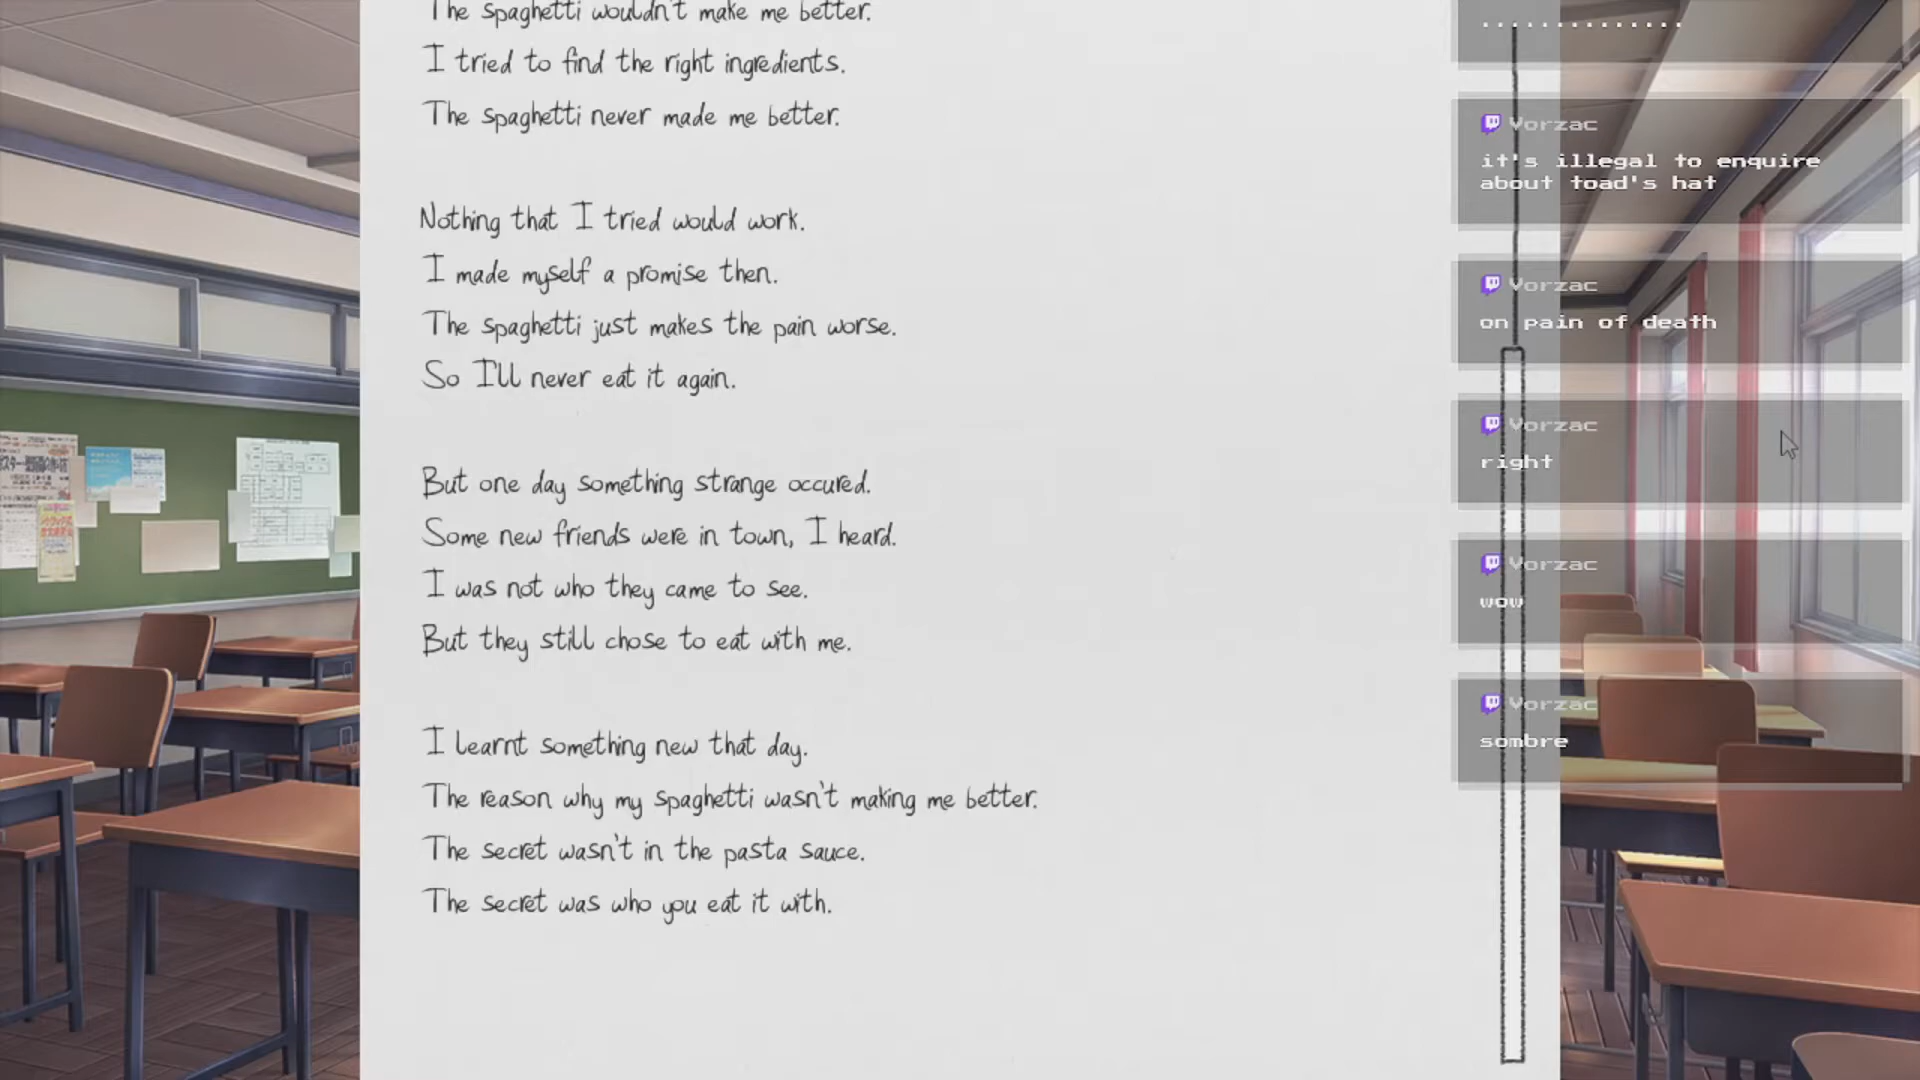 The spaghetti wouldn't make me better.
I tried to find the right ingredients.
The spaghetti never made me better.
Nothing that I tried would work.
I made myself a promise then.
The spaghetti just makes the pain worse.
So I'll never eat it again.
But one day something strange occured.
Some new friends were in town, I heard.
I was not who they came to see.
But they still chose to eat with me.
I learnt something new that day.
The reason why my spaghetti wasn't making me better.
The secret wasn't in the pasta sauce.
The secret was who you eat it with.
..............
Vorzac
it's illegal to enquire
about toad's hat
Vorzac
on pain of death
Vorzac
right
Vorzac
wow
Vorzac
sombre